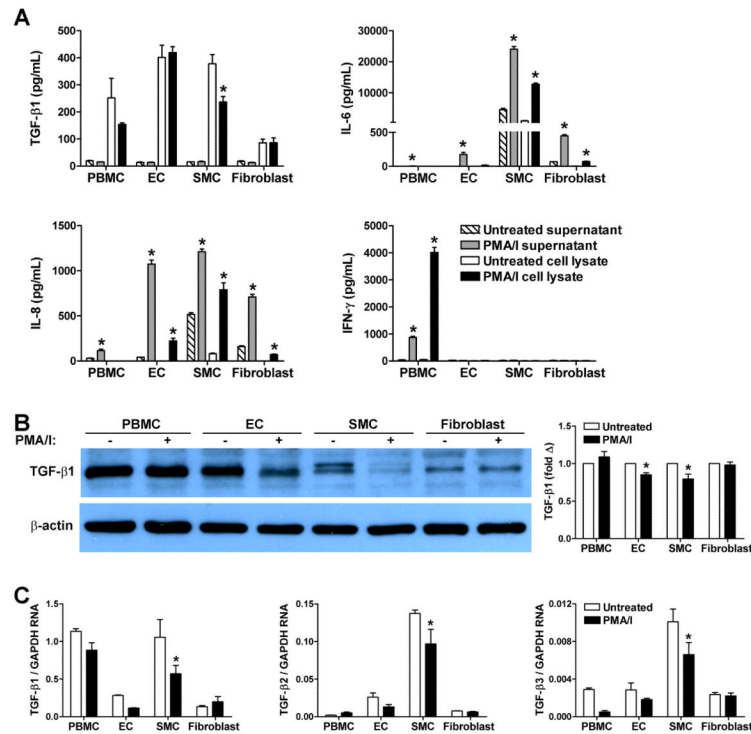 A
TGF-β1 (pg/mL)
500
400
300
200
100
0
PBMC EC SMC Fibroblast
IL-6 (pg/mL)
30000
20000
10000
500
0
PBMC EC SMC Fibroblast
* * * * * *
IL-8 (pg/mL)
1500
1000
500
0
PBMC EC SMC Fibroblast
* * * * * * *
IFN-γ (pg/mL)
6000
5000
4000
3000
2000
1000
0
PBMC EC SMC Fibroblast
* *
Untreated supernatant
PMA/I supernatant
Untreated cell lysate
PMA/I cell lysate
B
PBMC EC SMC Fibroblast
PMA/I: - + - + - + - +
TGF-β1
β-actin
TGF-β1 (fold Δ)
1.5
1.0
0.5
0.0
PBMC EC SMC Fibroblast
* *
Untreated
PMA/I
C
TGF-β1 / GAPDH RNA
1.5
1.0
0.5
0.0
PBMC EC SMC Fibroblast
*
TGF-β2 / GAPDH RNA
0.15
0.10
0.05
0.00
PBMC EC SMC Fibroblast
*
TGF-β3 / GAPDH RNA
0.012
0.008
0.004
0.000
PBMC EC SMC Fibroblast
*
Untreated
PMA/I